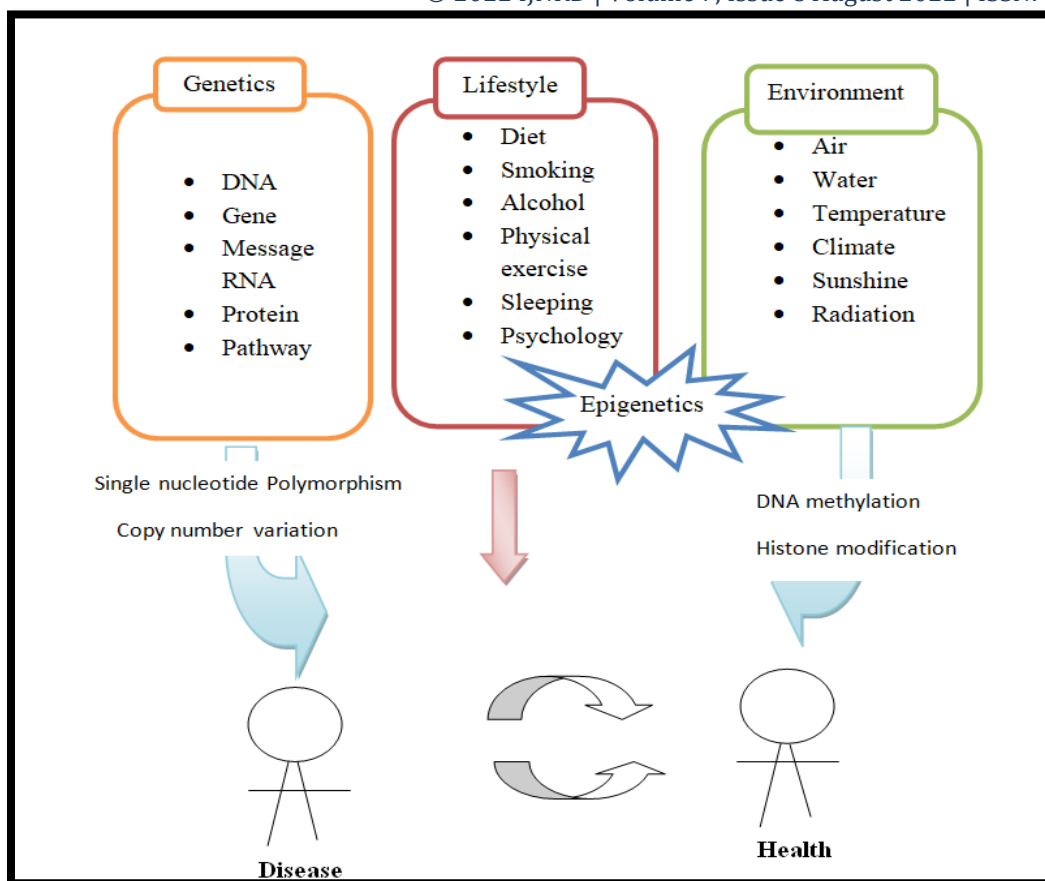 Genetics
DNA
Gene
Message
RNA
Protein
Pathway
Lifestyle
Diet
Smoking
Alcohol
Physical
exercise
Sleeping
Psychology
Environment
Air
Water
Temperature
Climate
Sunshine
Radiation
Epigenetics
Single nucleotide Polymorphism
Copy number variation
DNA methylation
Histone modification
Disease
Health